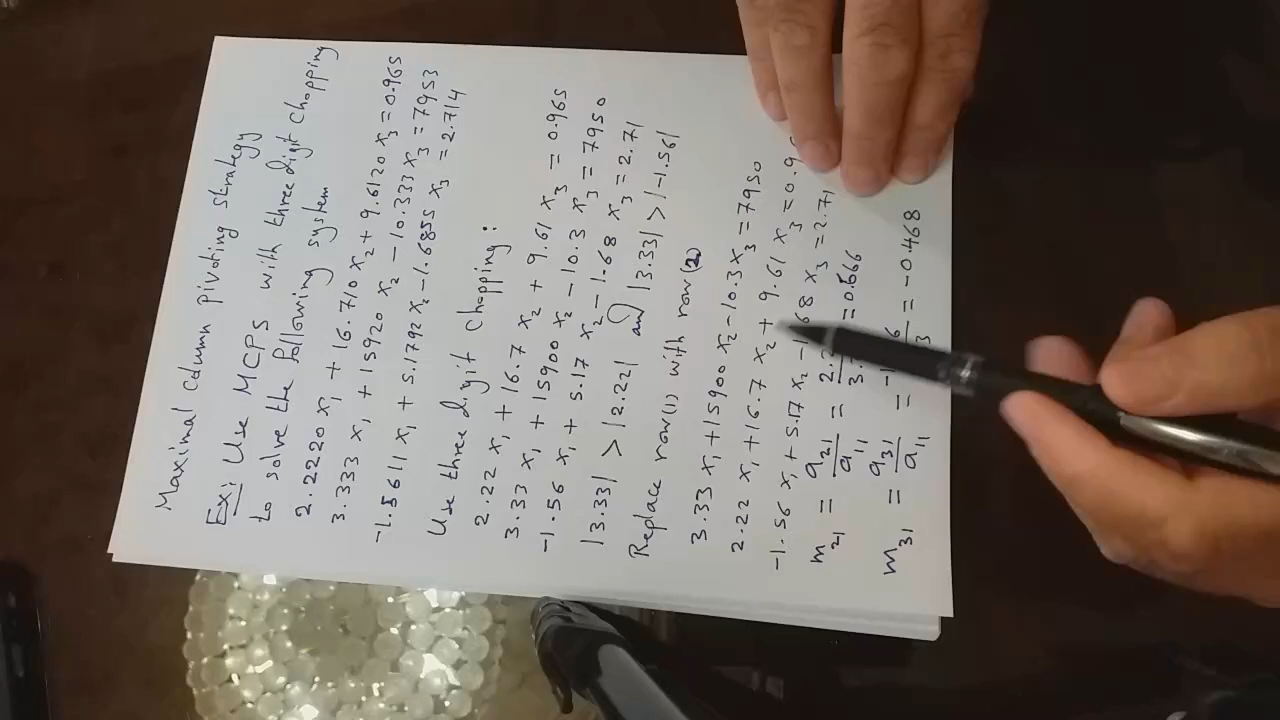 Maximal Column Pivoting Strategy
Ex: Use MCPS with three digit chopping
to solve the following system
2.2220 x₁ + 16.710 x₂ + 9.6120 x₃ = 0.965
3.333 x₁ + 15920 x₂ - 10.333 x₃ = 7953
-1.5611 x₁ + 5.1792 x₂ - 1.6855 x₃ = 2.714
Use three digit chopping:
2.22 x₁ + 16.7 x₂ + 9.61 x₃ = 0.965
3.33 x₁ + 15900 x₂ - 10.3 x₃ = 7950
-1.56 x₁ + 5.17 x₂ - 1.68 x₃ = 2.71
|3.33| > |2.22| and |3.33| > |-1.56|
Replace row(1) with row(2)
3.33 x₁ + 15900 x₂ - 10.3 x₃ = 7950
2.22 x₁ + 16.7 x₂ + 9.61 x₃ = 0.9
-1.56 x₁ + 5.17 x₂ - 1.68 x₃ = 2.71
m₂₁ = a₂₁/a₁₁ = 2.2/3. = 0.666
m₃₁ = a₃₁/a₁₁ = = -0.468